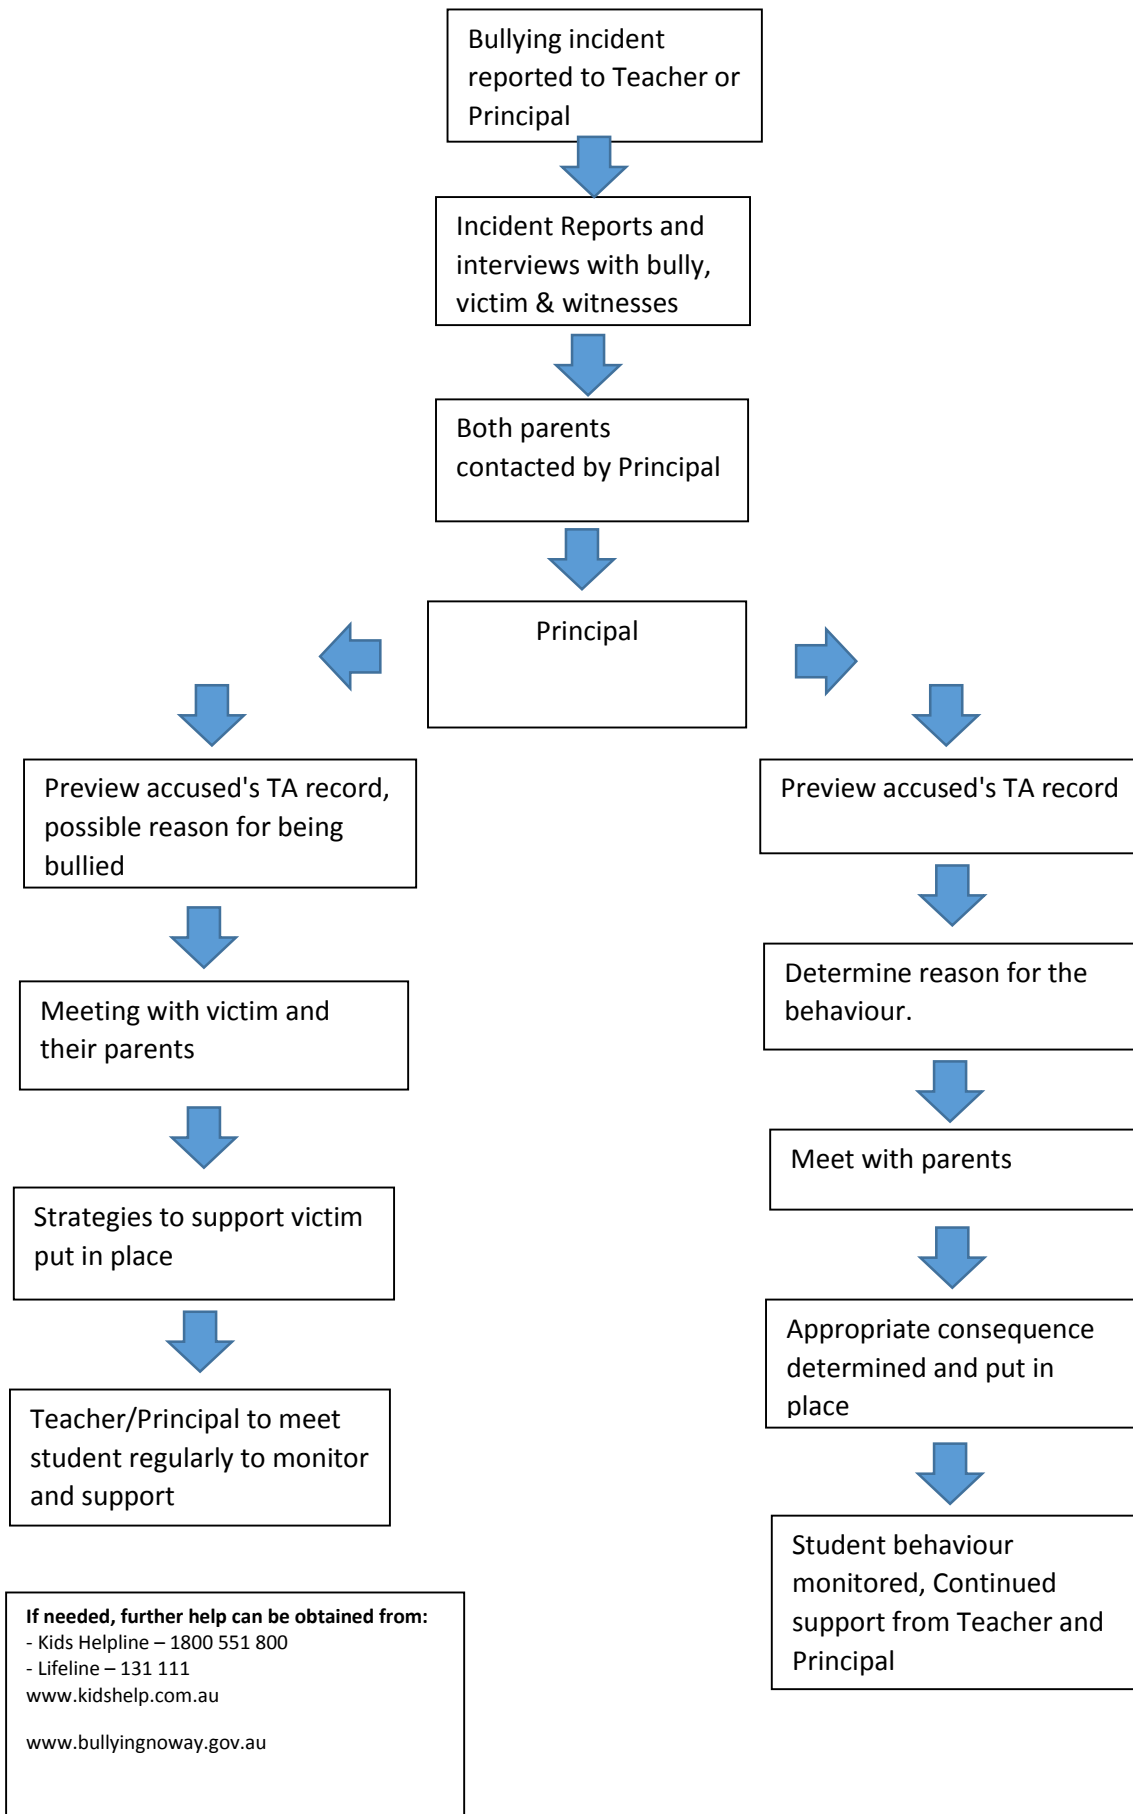 Bullying incident
reported to Teacher or
Principal
Incident Reports and
interviews with bully,
victim & witnesses
Both parents
contacted by Principal
Principal
Preview accused's TA record,
possible reason for being
bullied
Meeting with victim and
their parents
Strategies to support victim
put in place
Teacher/Principal to meet
student regularly to monitor
and support
Preview accused's TA record
Determine reason for the
behaviour.
Meet with parents
Appropriate consequence
determined and put in
place
Student behaviour
monitored, Continued
support from Teacher and
Principal
If needed, further help can be obtained from:
- Kids Helpline – 1800 551 800
- Lifeline – 131 111
www.kidshelp.com.au
www.bullyingnoway.gov.au